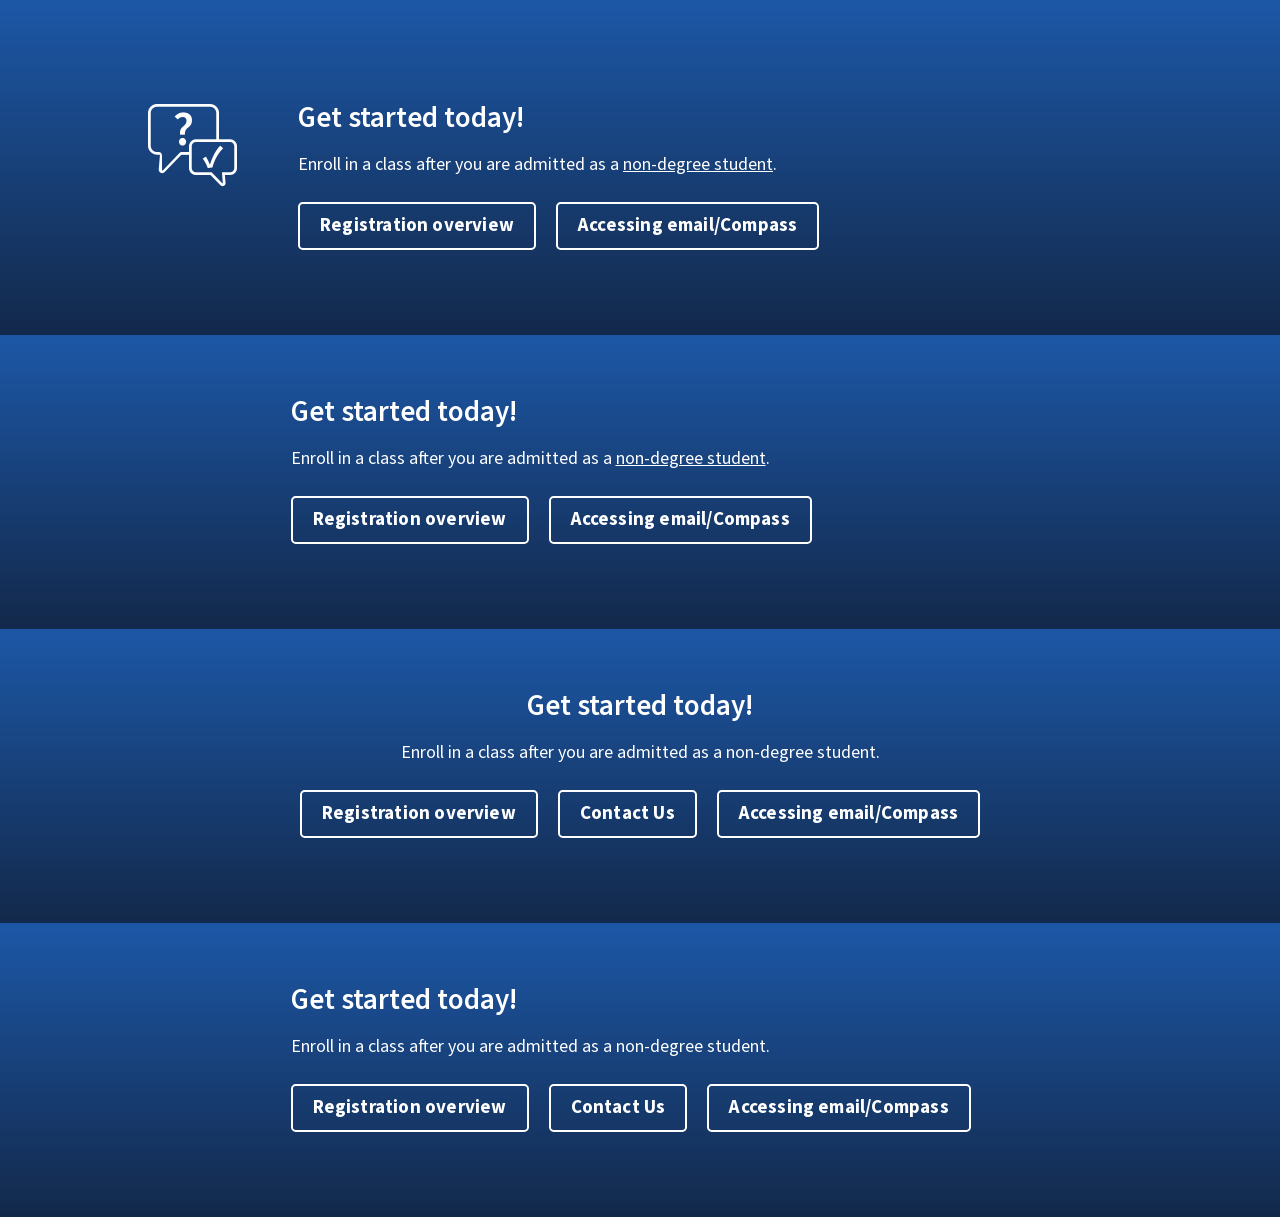 ?
Get started today!
Enroll in a class after you are admitted as a non-degree student.
Registration overview Accessing email/Compass
Get started today!
Enroll in a class after you are admitted as a non-degree student.
Registration overview Accessing email/Compass
Get started today!
Enroll in a class after you are admitted as a non-degree student.
Registration overview Contact Us Accessing email/Compass
Get started today!
Enroll in a class after you are admitted as a non-degree student.
Registration overview Contact Us Accessing email/Compass